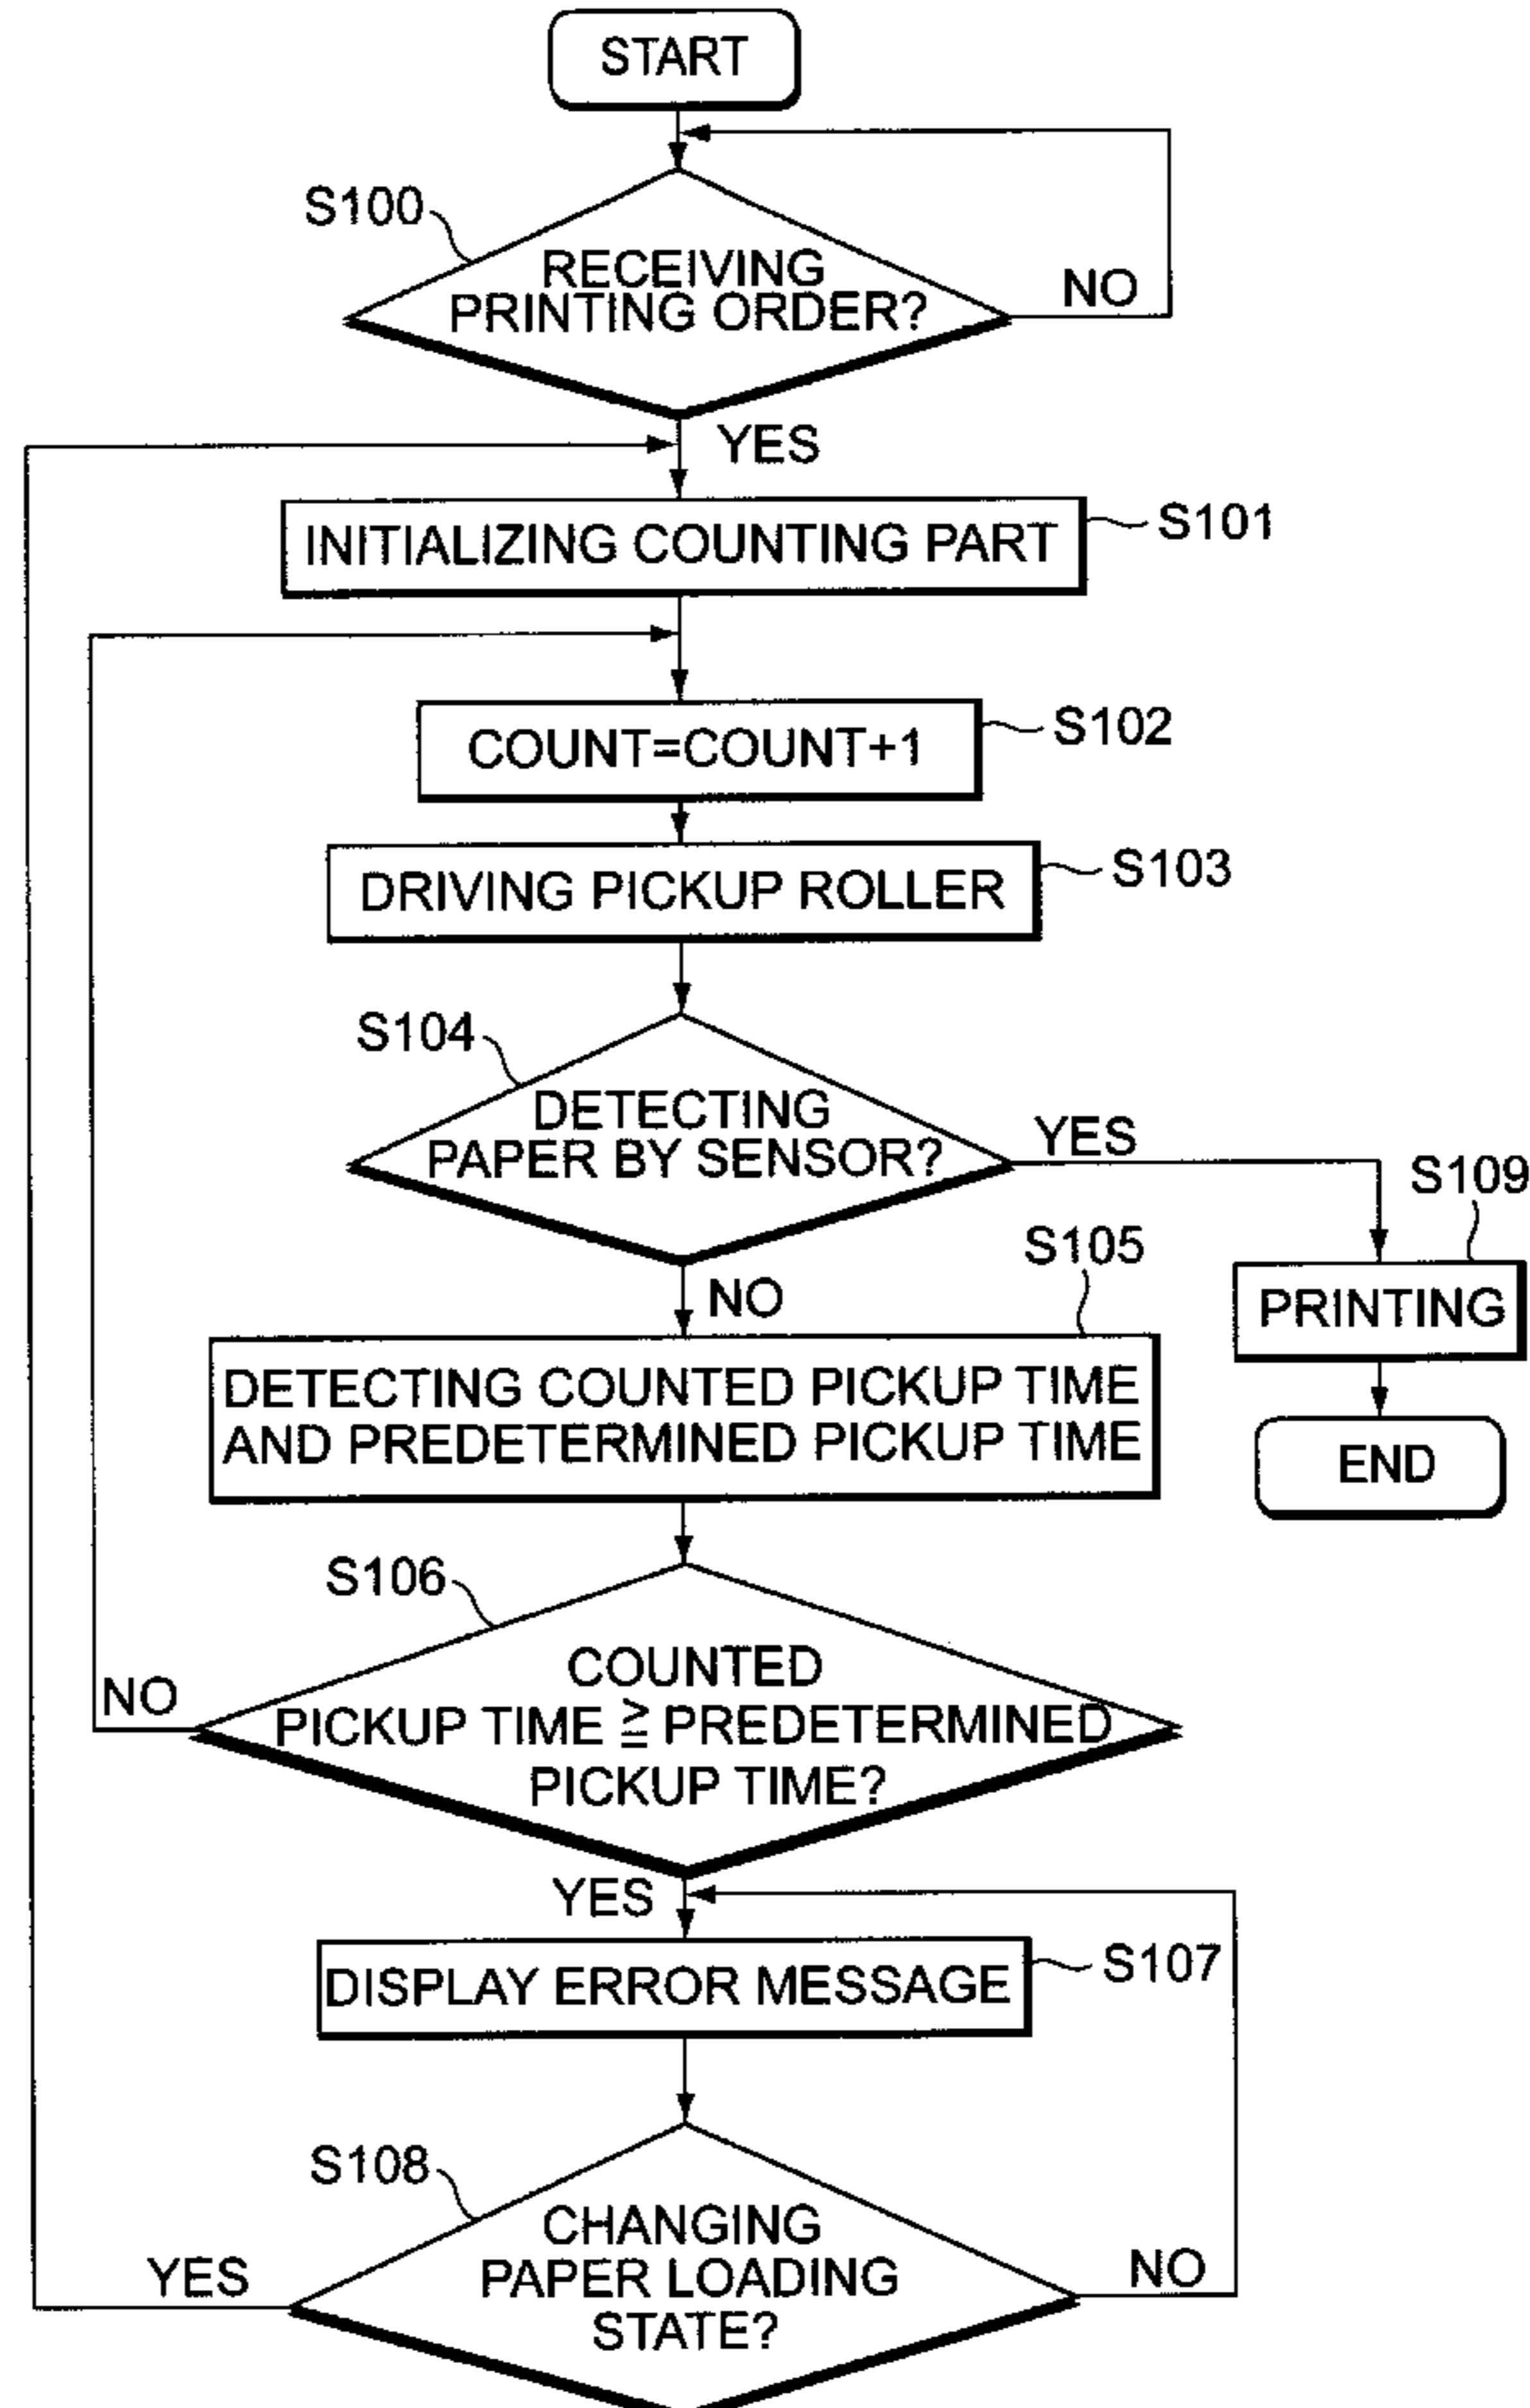 START
S100
RECEIVING
PRINTING ORDER?
NO
YES
INITIALIZING COUNTING PART
S101
COUNT=COUNT+1
S102
DRIVING PICKUP ROLLER
S103
S104
DETECTING
PAPER BY SENSOR?
YES
S109
PRINTING
END
NO
S105
DETECTING COUNTED PICKUP TIME
AND PREDETERMINED PICKUP TIME
S106
COUNTED
PICKUP TIME ≧ PREDETERMINED
PICKUP TIME?
NO
YES
DISPLAY ERROR MESSAGE
S107
S108
CHANGING
PAPER LOADING
STATE?
YES
NO